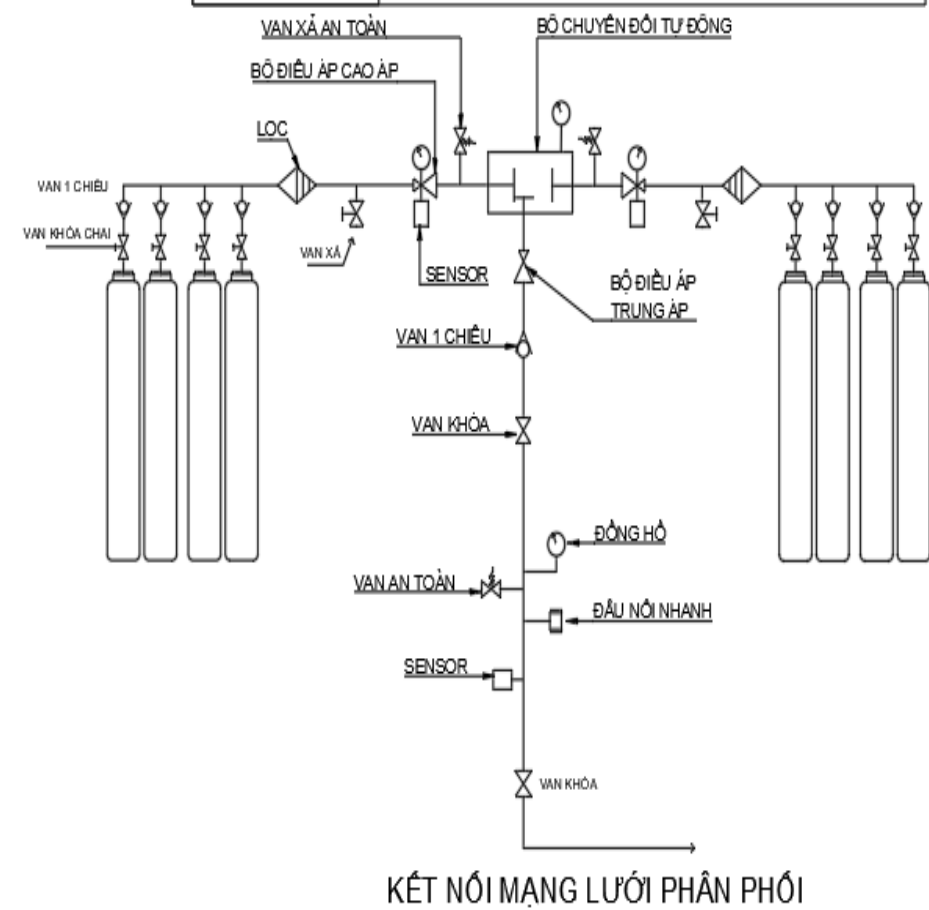 VAN XẢ AN TOÀN
BỘ CHUYỂN ĐỔI TỰ ĐỘNG
BỘ ĐIỀU ÁP CAO ÁP
LỌC
VAN 1 CHIỀU
VAN KHÓA CHAI
VAN XẢ
SENSOR
BỘ ĐIỀU ÁP
TRUNG ÁP
VAN 1 CHIỀU
VAN KHÓA
ĐỒNG HỒ
VAN AN TOÀN
ĐẦU NỐI NHANH
SENSOR
VAN KHÓA
KẾT NỐI MẠNG LƯỚI PHÂN PHỐI